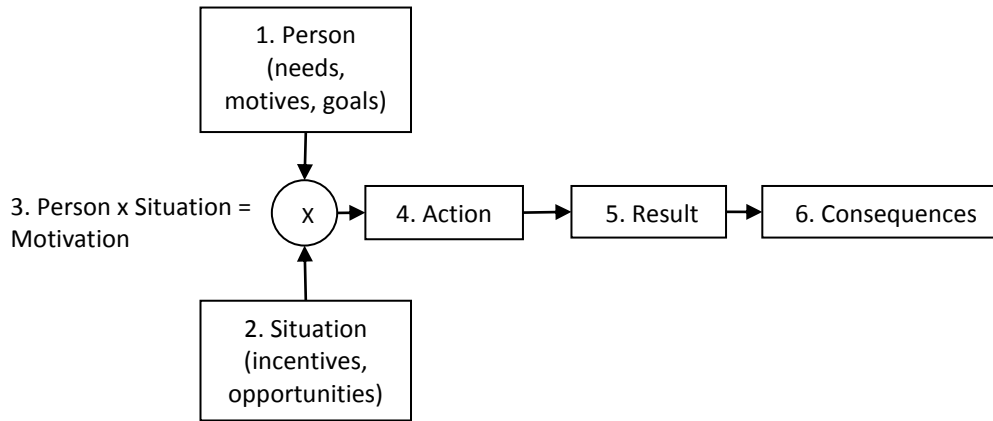 1. Person
(needs,
motives, goals)
3. Person x Situation =
Motivation
X
4. Action
5. Result
6. Consequences
2. Situation
(incentives,
opportunities)